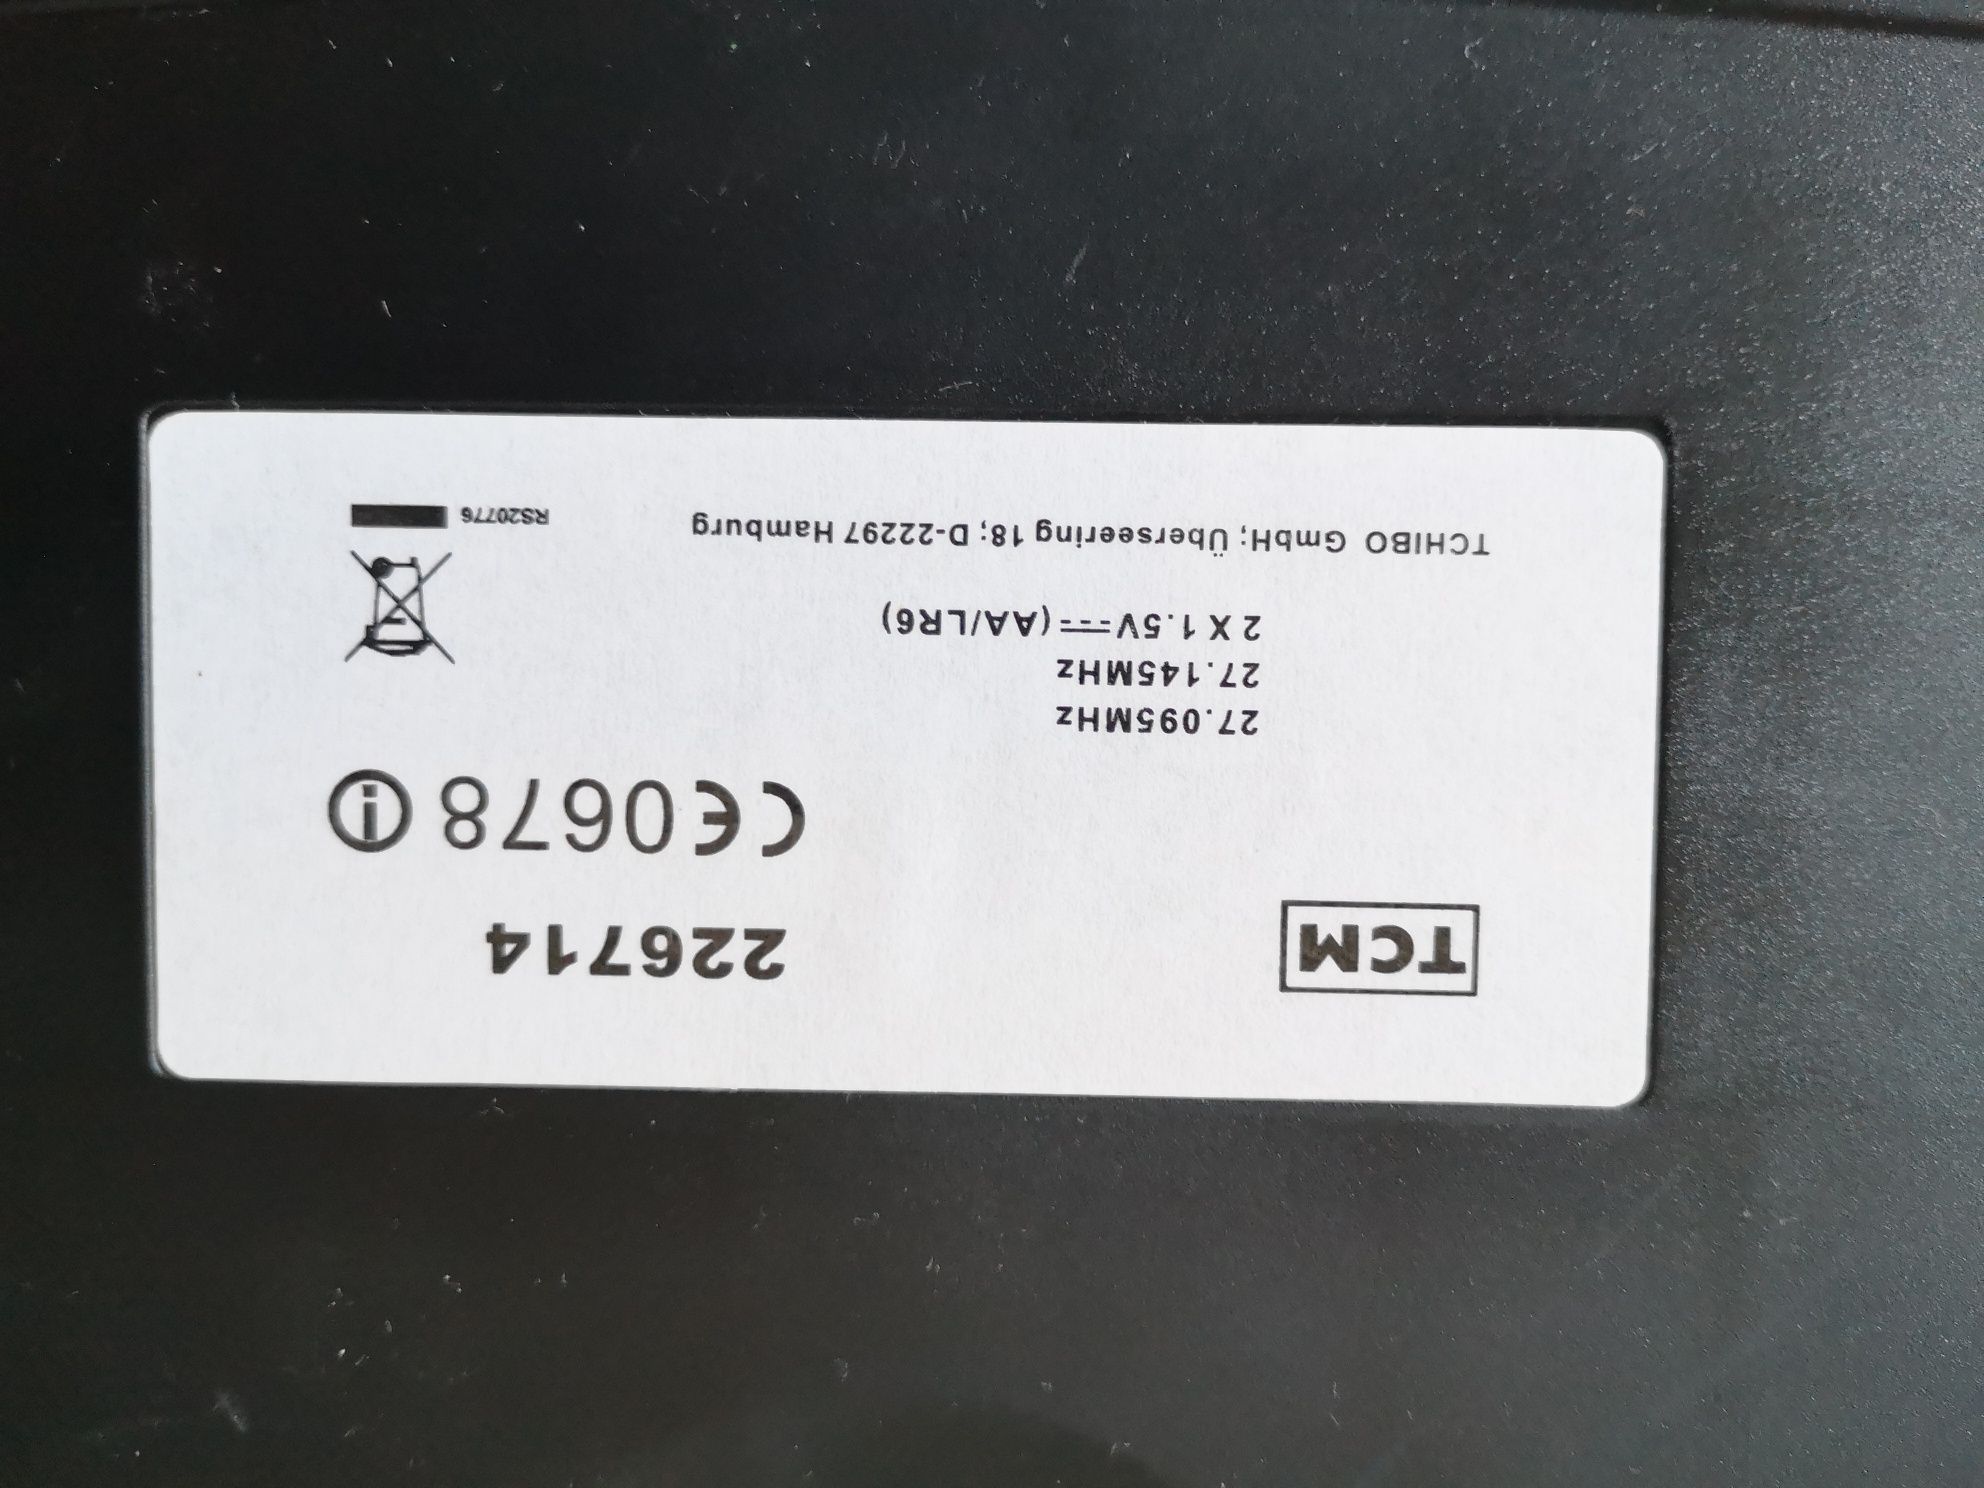 TCM
226714
CE0678 ⓘ
27.095MHz
27.145MHz
2 X 1.5V⎓(AA/LR6)
TCHIBO GmbH; Überseering 18; D-22297 Hamburg
RS20776